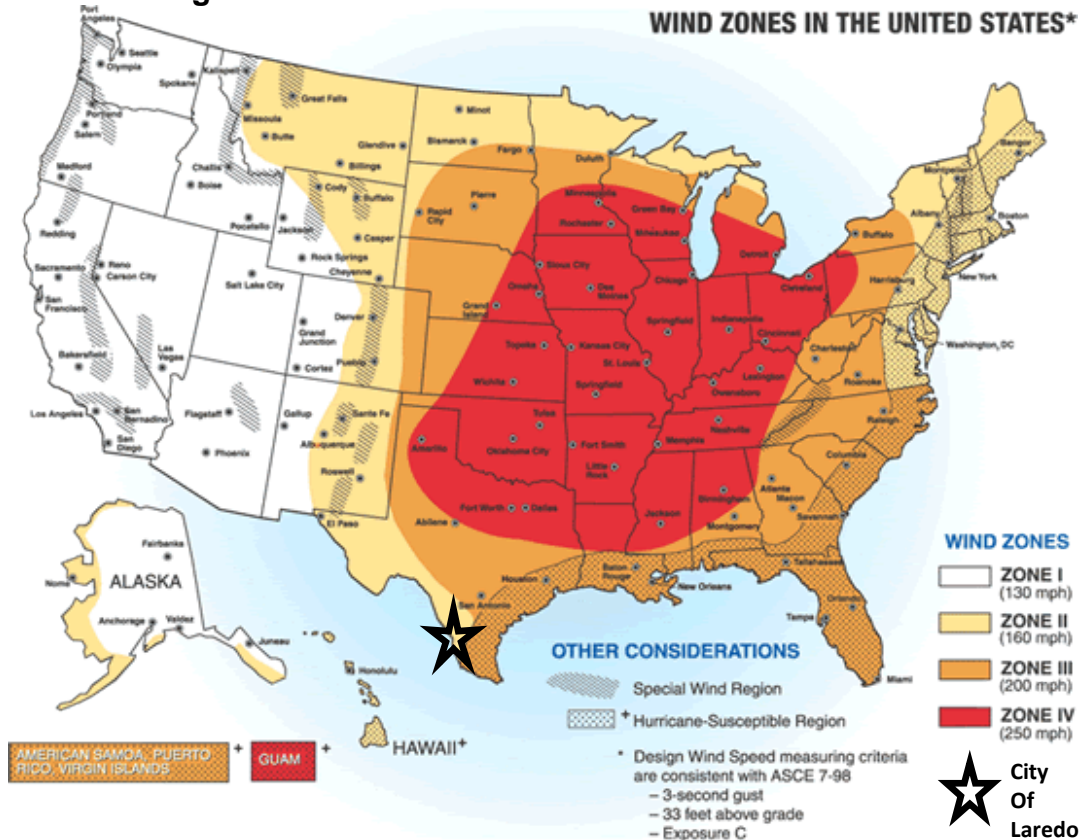 WIND ZONES IN THE UNITED STATES*
Port
Angeles
Seattle
Olympia
Spokane
Kalispell
Great Falls
Portland
Salem
Missoula
Butte
Glendive
Billings
Minot
Bismarck
Fargo
Duluth
Medford
Challis
Boise
Cody
Buffalo
Pierre
Rapid
City
Minneapolis
Rochester
Green Bay
Milwaukee
Bangor
Montpelier
Albany
Boston
Buffalo
Redding
Pocatello
Jackson
Casper
Rock Springs
Cheyenne
Sioux City
Des
Moines
Omaha
Grand
Island
Chicago
Detroit
Cleveland
Harrisburg
New York
Sacramento
Reno
Carson City
San
Francisco
Salt Lake City
Denver
Grand
Junction
Pueblo
Cortez
Topeka
Kansas City
Springfield
St. Louis
Indianapolis
Cincinnati
Charleston
Washington, DC
Bakersfield
Las
Vegas
Wichita
Springfield
Lexington
Owensboro
Roanoke
Raleigh
Los Angeles
San
Bernadino
San
Diego
Flagstaff
Phoenix
Gallup
Santa Fe
Albuquerque
Roswell
El Paso
Amarillo
Tulsa
Oklahoma City
Fort Smith
Little
Rock
Memphis
Nashville
Columbia
Atlanta
Macon
Savannah
Birmingham
Montgomery
Jackson
Fort Worth
Dallas
Abilene
Houston
San Antonio
Baton
Rouge
New Orleans
Tallahassee
Orlando
Tampa
Miami
Fairbanks
Nome
ALASKA
Anchorage
Valdez
Juneau
Honolulu
HAWAII+
AMERICAN SAMOA, PUERTO
RICO, VIRGIN ISLANDS
+
GUAM
+
OTHER CONSIDERATIONS
Special Wind Region
+ Hurricane-Susceptible Region
* Design Wind Speed measuring criteria
are consistent with ASCE 7-98
– 3-second gust
– 33 feet above grade
– Exposure C
WIND ZONES
ZONE I
(130 mph)
ZONE II
(160 mph)
ZONE III
(200 mph)
ZONE IV
(250 mph)
City
Of
Laredo